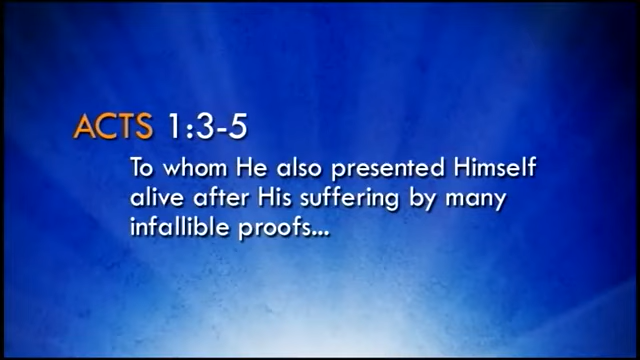 ACTS 1:3-5
To whom He also presented Himself
alive after His suffering by many
infallible proofs...